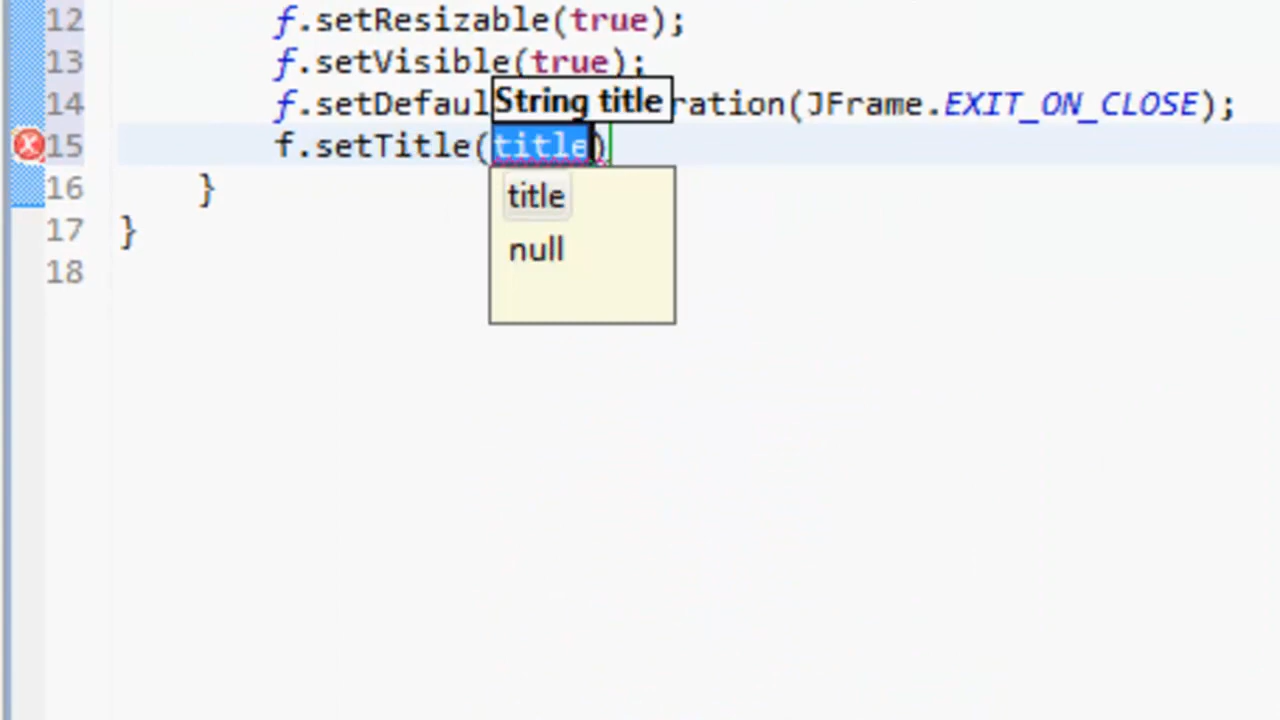 12 f.setResizable(true);
13 f.setVisible(true);
String title
14 f.setDefaul ration(JFrame.EXIT_ON_CLOSE);
15 f.setTitle(title)
title
16 }
null
17 }
18